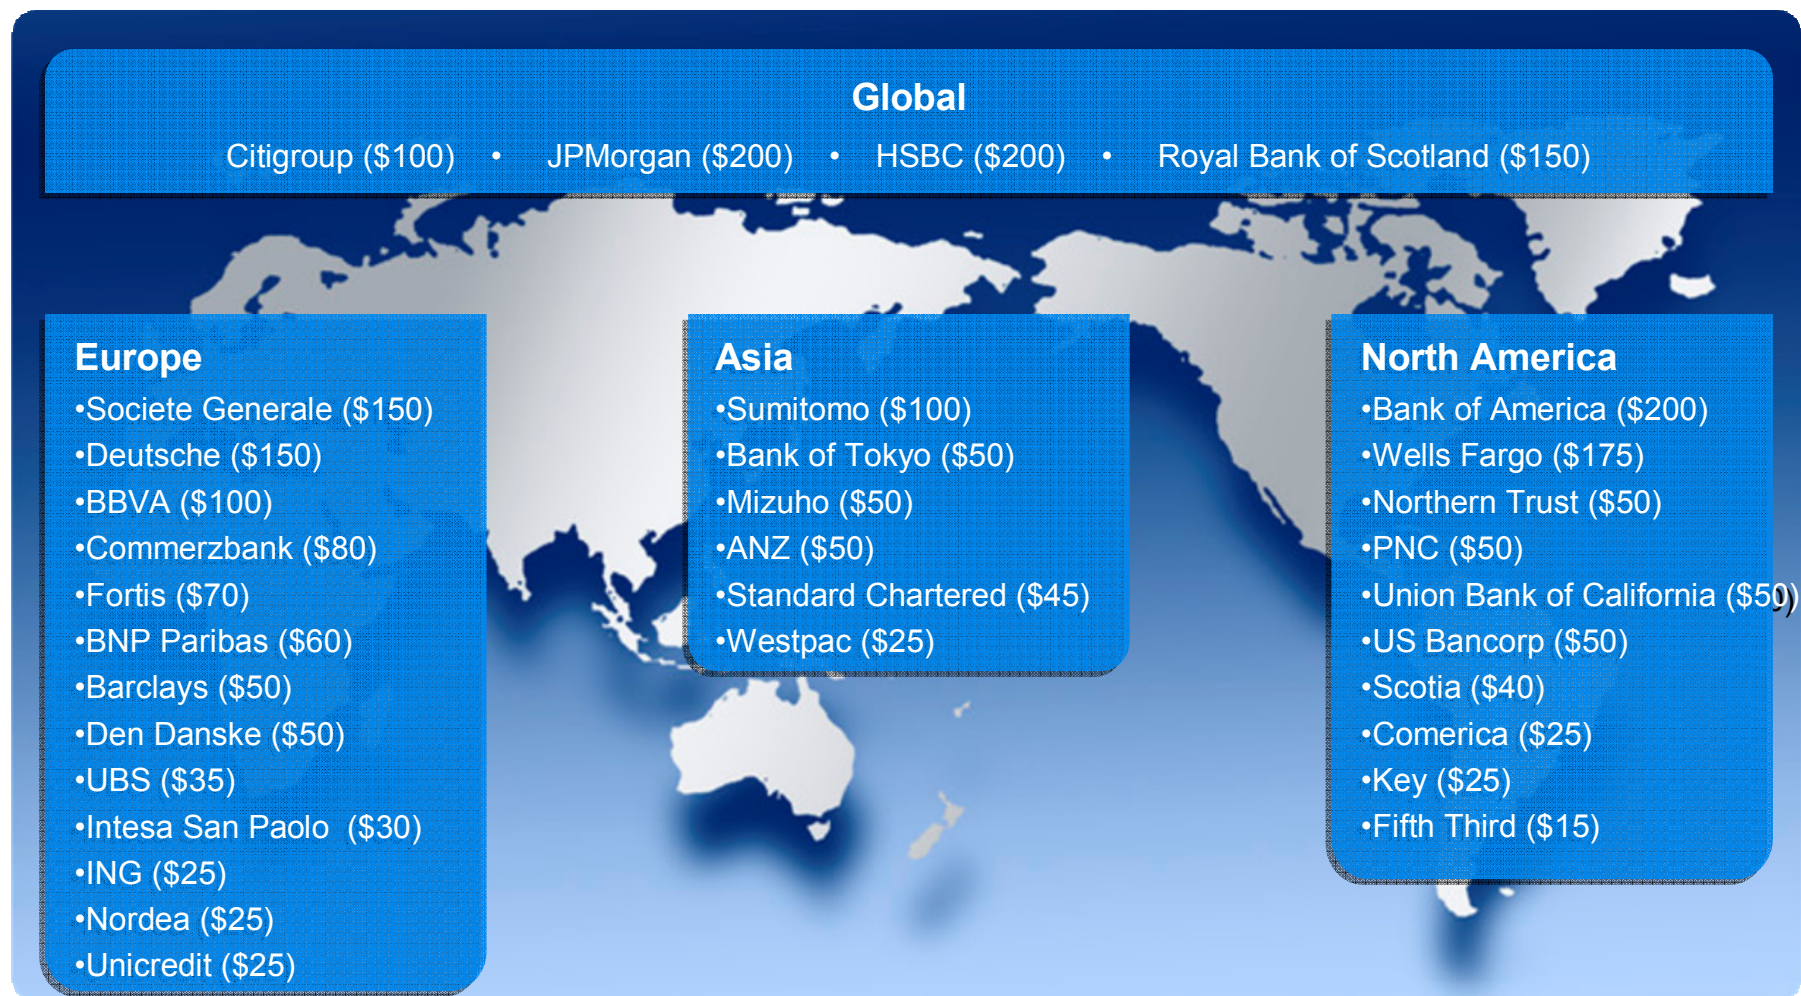 Global
Citigroup ($100) • JPMorgan ($200) • HSBC ($200) • Royal Bank of Scotland ($150)
Europe
•Societe Generale ($150)
•Deutsche ($150)
•BBVA ($100)
•Commerzbank ($80)
•Fortis ($70)
•BNP Paribas ($60)
•Barclays ($50)
•Den Danske ($50)
•UBS ($35)
•Intesa San Paolo ($30)
•ING ($25)
•Nordea ($25)
•Unicredit ($25)
Asia
•Sumitomo ($100)
•Bank of Tokyo ($50)
•Mizuho ($50)
•ANZ ($50)
•Standard Chartered ($45)
•Westpac ($25)
North America
•Bank of America ($200)
•Wells Fargo ($175)
•Northern Trust ($50)
•PNC ($50)
•Union Bank of California ($50)
•US Bancorp ($50)
•Scotia ($40)
•Comerica ($25)
•Key ($25)
•Fifth Third ($15)